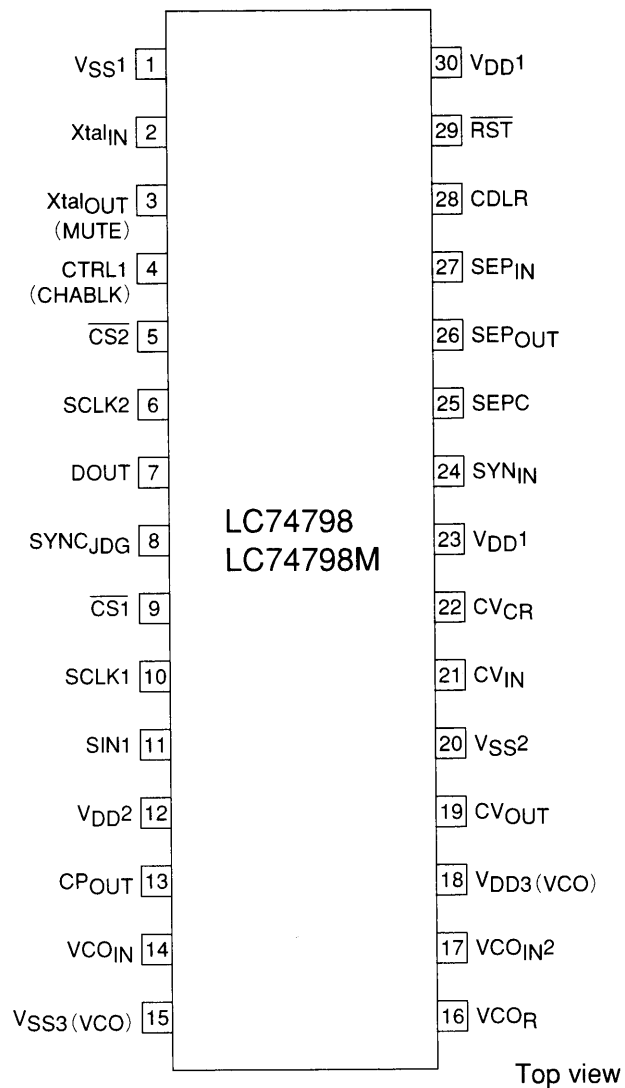 VSS1 1
XtalIN 2
XtalOUT 3
(MUTE)
CTRL1 4
(CHABLK)
CS2 5
SCLK2 6
DOUT 7
SYNCJDG 8
CS1 9
SCLK1 10
SIN1 11
VDD2 12
CPOUT 13
VCOIN 14
VSS3(VCO) 15
LC74798
LC74798M
30 VDD1
29 RST
28 CDLR
27 SEPIN
26 SEPOUT
25 SEPC
24 SYNIN
23 VDD1
22 CVCR
21 CVIN
20 VSS2
19 CVOUT
18 VDD3(VCO)
17 VCOIN2
16 VCOR
Top view